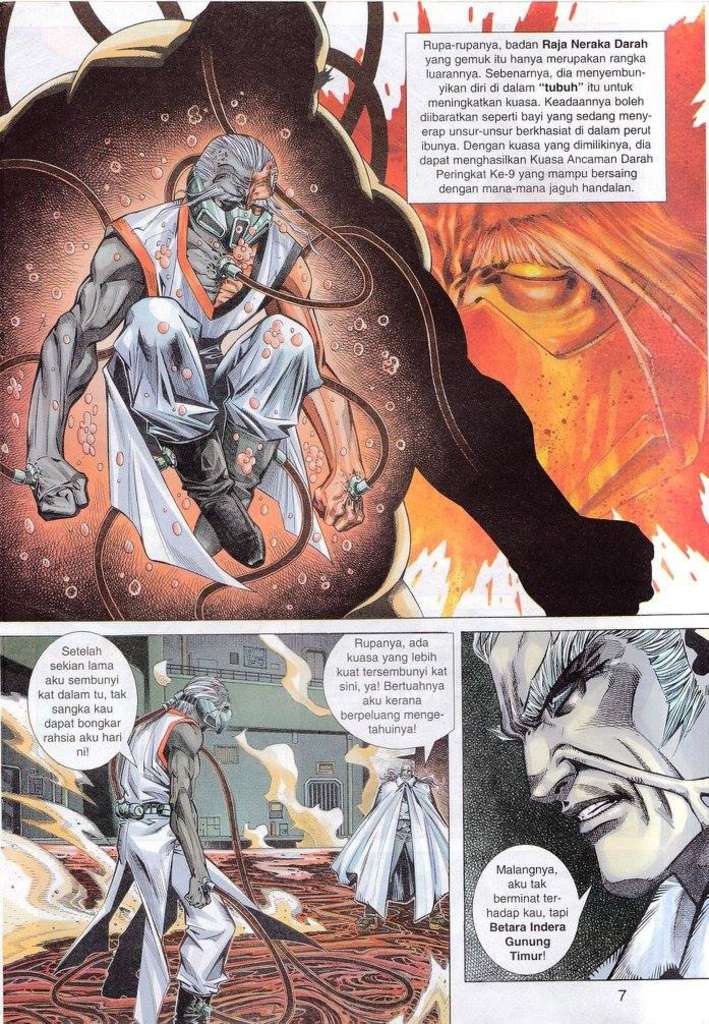 Rupa-rupanya, badan Raja Neraka Darah
yang gemuk itu hanya merupakan rangka
luarannya. Sebenarnya, dia menyembun-
yikan diri di dalam “tubuh” itu untuk
meningkatkan kuasa. Keadaannya boleh
diibaratkan seperti bayi yang sedang meny-
erap unsur-unsur berkhasiat di dalam perut
ibunya. Dengan kuasa yang dimilikinya, dia
dapat menghasilkan Kuasa Ancaman Darah
Peringkat Ke-9 yang mampu bersaing
dengan mana-mana jaguh handalan.
Setelah
sekian lama
aku sembunyi
kat dalam tu, tak
sangka kau
dapat bongkar
rahsia aku hari
ni!
Rupanya, ada
kuasa yang lebih
kuat tersembunyi kat
sini, ya! Bertuahnya
aku kerana
berpeluang menge-
tahuinya!
Malangnya,
aku tak
berminat ter-
hadap kau, tapi
Betara Indera
Gunung
Timur!
7